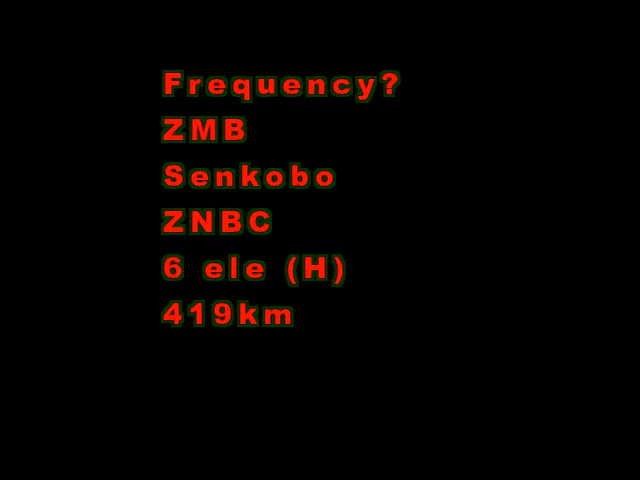 Frequency?
ZMB
Senkobo
ZNBC
6 ele (H)
419km